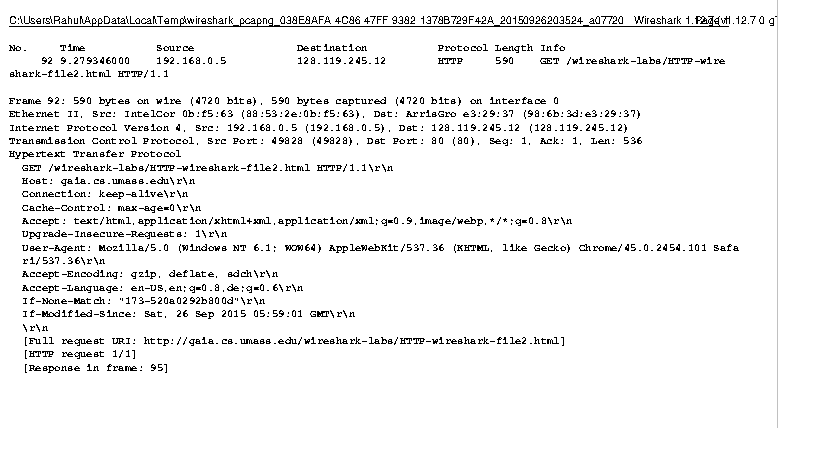 C:\Users\Rahul\AppData\Local\Temp\wireshark_pcapng_038E8AFA 4C86 47FF 9382 1378B729F42A_20150926203524_a07720 Wireshark
No. Time Source Destination Protocol Length Info
92 9.279346000 192.168.0.5 128.119.245.12 HTTP 590 GET /wireshark-labs/HTTP-wire
shark-file2.html HTTP/1.1
Frame 92: 590 bytes on wire (4720 bits), 590 bytes captured (4720 bits) on interface 0
Ethernet II, Src: IntelCor 0b:f5:63 (88:53:2e:0b:f5:63), Dst: ArrisGro e3:29:37 (98:6b:3d:e3:29:37)
Internet Protocol Version 4, Src: 192.168.0.5 (192.168.0.5), Dst: 128.119.245.12 (128.119.245.12)
Transmission Control Protocol, Src Port: 49828 (49828), Dst Port: 80 (80), Seq: 1, Ack: 1, Len: 536
Hypertext Transfer Protocol
GET /wireshark-labs/HTTP-wireshark-file2.html HTTP/1.1\r\n
Host: gaia.cs.umass.edu\r\n
Connection: keep-alive\r\n
Cache-Control: max-age=0\r\n
Accept: text/html,application/xhtml+xml,application/xml;q=0.9,image/webp,*/*;q=0.8\r\n
Upgrade-Insecure-Requests: 1\r\n
User-Agent: Mozilla/5.0 (Windows NT 6.1; WOW64) AppleWebKit/537.36 (KHTML, like Gecko) Chrome/45.0.2454.101 Safa
ri/537.36\r\n
Accept-Encoding: gzip, deflate, sdch\r\n
Accept-Language: en-US,en;q=0.8,de;q=0.6\r\n
If-None-Match: "173-520a0292b800d"\r\n
If-Modified-Since: Sat, 26 Sep 2015 05:59:01 GMT\r\n
\r\n
[Full request URI: http://gaia.cs.umass.edu/wireshark-labs/HTTP-wireshark-file2.html]
[HTTP request 1/1]
[Response in frame: 95]